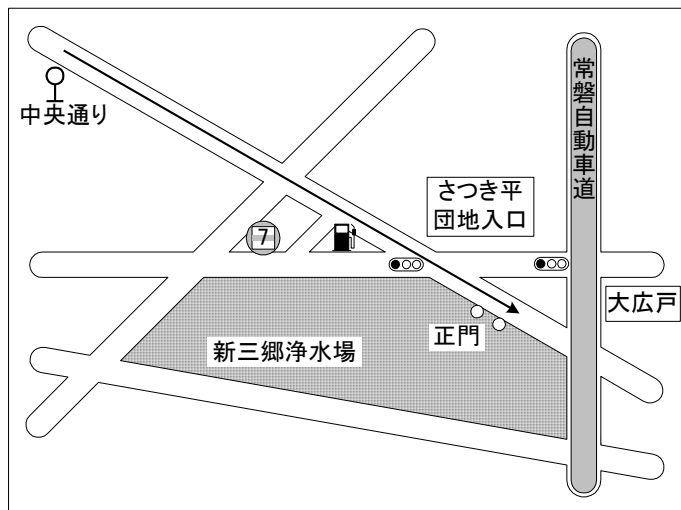 中央通り
常磐自動車道
さつき平
団地入口
7
大広戸
正門
新三郷浄水場